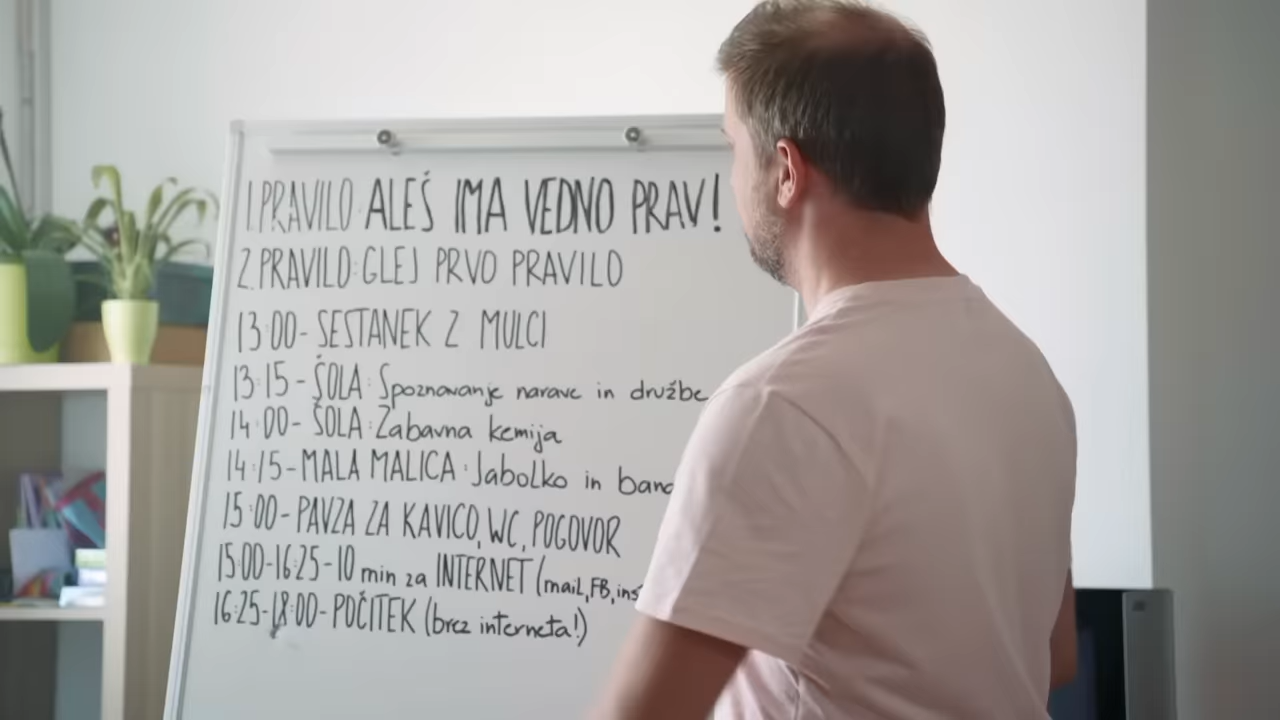 1. PRAVILO: ALEŠ IMA VEDNO PRAV!
2. PRAVILO: GLEJ PRVO PRAVILO
13:00- SESTANEK Z MULCI
13:15 - ŠOLA: Spoznavanje narave in družbe
14:00- ŠOLA: Zabavna kemija
14:15-MALA MALICA: Jabolko in
15:00- PAVZA ZA KAVICO, WC, POGOVOR
15:00-16:25-10 min za INTERNET (mail, FB,
16:25-18:00- POČITEK (brez interneta!)